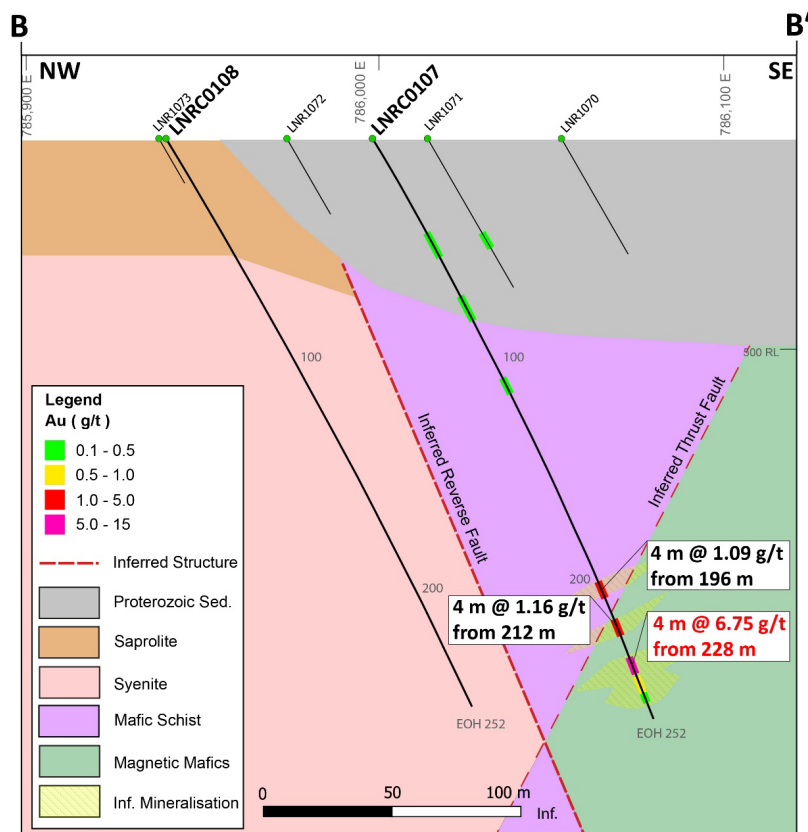 B
B'
NW
SE
785,900 E
786,000 E
786,100 E
LNR1073
LNRC0108
LNR1072
LNRC0107
LNR1071
LNR1070
100
100
500 RL
Inferred Reverse Fault
Inferred Thrust Fault
200
200
4 m @ 1.09 g/t
from 196 m
4 m @ 1.16 g/t
from 212 m
4 m @ 6.75 g/t
from 228 m
EOH 252
EOH 252
Legend
Au ( g/t )
0.1 - 0.5
0.5 - 1.0
1.0 - 5.0
5.0 - 15
Inferred Structure
Proterozoic Sed.
Saprolite
Syenite
Mafic Schist
Magnetic Mafics
Inf. Mineralisation
0
50
100 m
Inf.